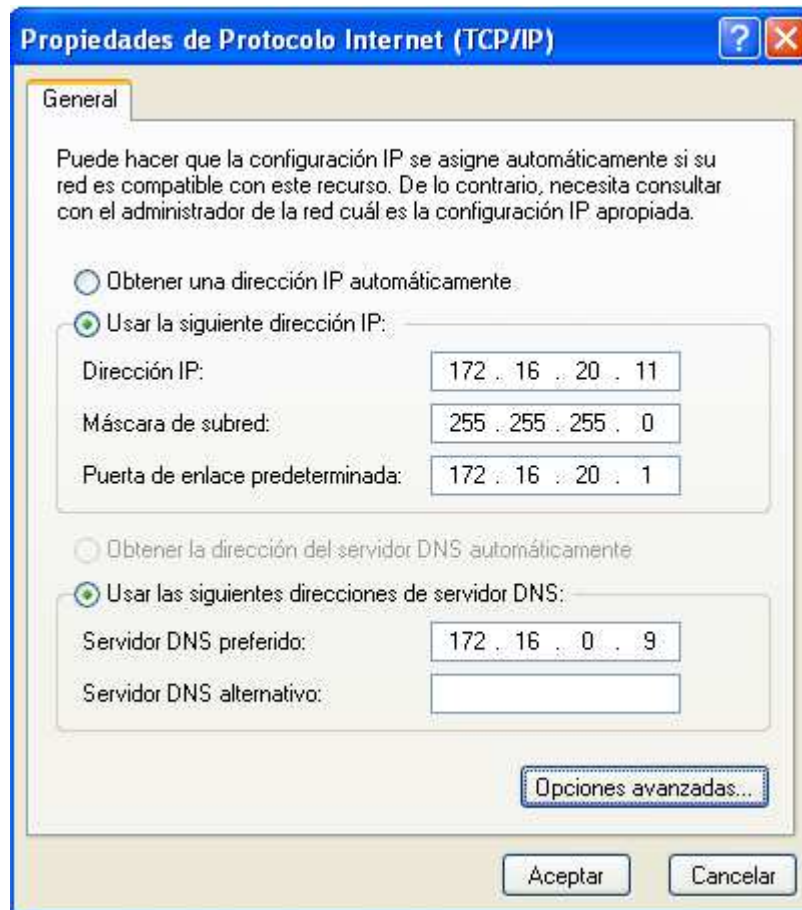 Propiedades de Protocolo Internet (TCP/IP)
General
Puede hacer que la configuración IP se asigne automáticamente si su
red es compatible con este recurso. De lo contrario, necesita consultar
con el administrador de la red cuál es la configuración IP apropiada.
Obtener una dirección IP automáticamente
Usar la siguiente dirección IP:
Dirección IP: 172 . 16 . 20 . 11
Máscara de subred: 255 . 255 . 255 . 0
Puerta de enlace predeterminada: 172 . 16 . 20 . 1
Obtener la dirección del servidor DNS automáticamente
Usar las siguientes direcciones de servidor DNS:
Servidor DNS preferido: 172 . 16 . 0 . 9
Servidor DNS alternativo:
Opciones avanzadas...
Aceptar Cancelar